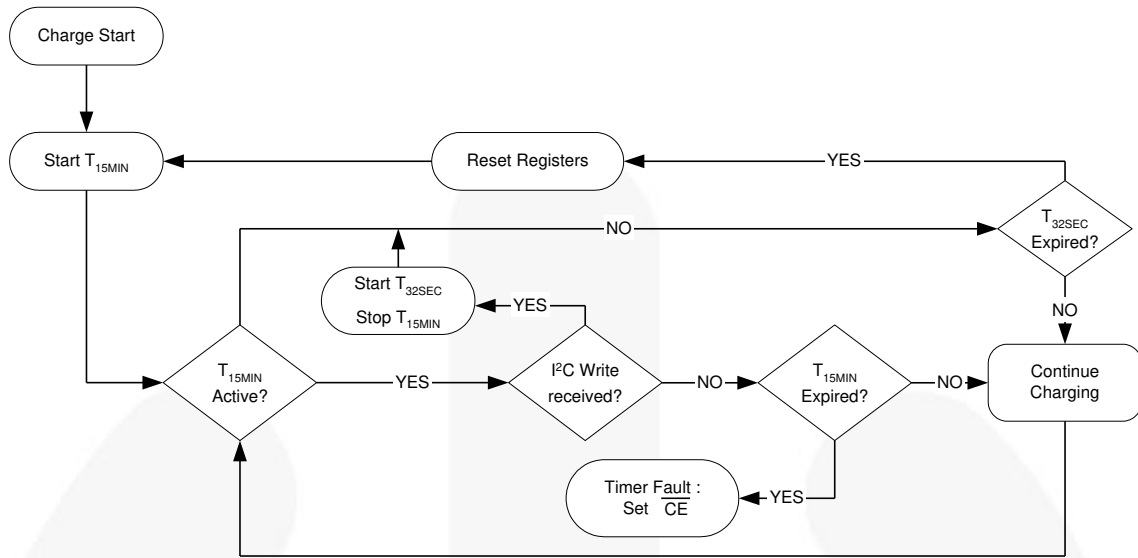 Charge Start
Start T15MIN
Reset Registers
YES
T32SEC
Expired?
NO
Start T32SEC
Stop T15MIN
YES
NO
T15MIN
Active?
YES
I²C Write
received?
NO
T15MIN
Expired?
NO
Continue
Charging
Timer Fault :
Set C̅E̅
YES